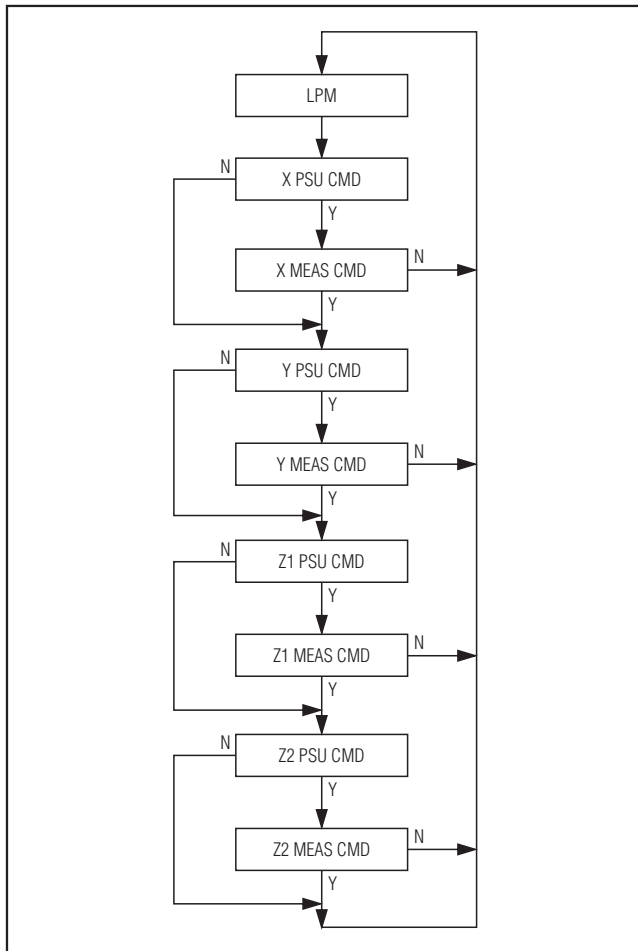 LPM
N
X PSU CMD
Y
X MEAS CMD
N
Y
N
Y PSU CMD
Y
Y MEAS CMD
N
Y
N
Z1 PSU CMD
Y
Z1 MEAS CMD
N
Y
N
Z2 PSU CMD
Y
Z2 MEAS CMD
N
Y